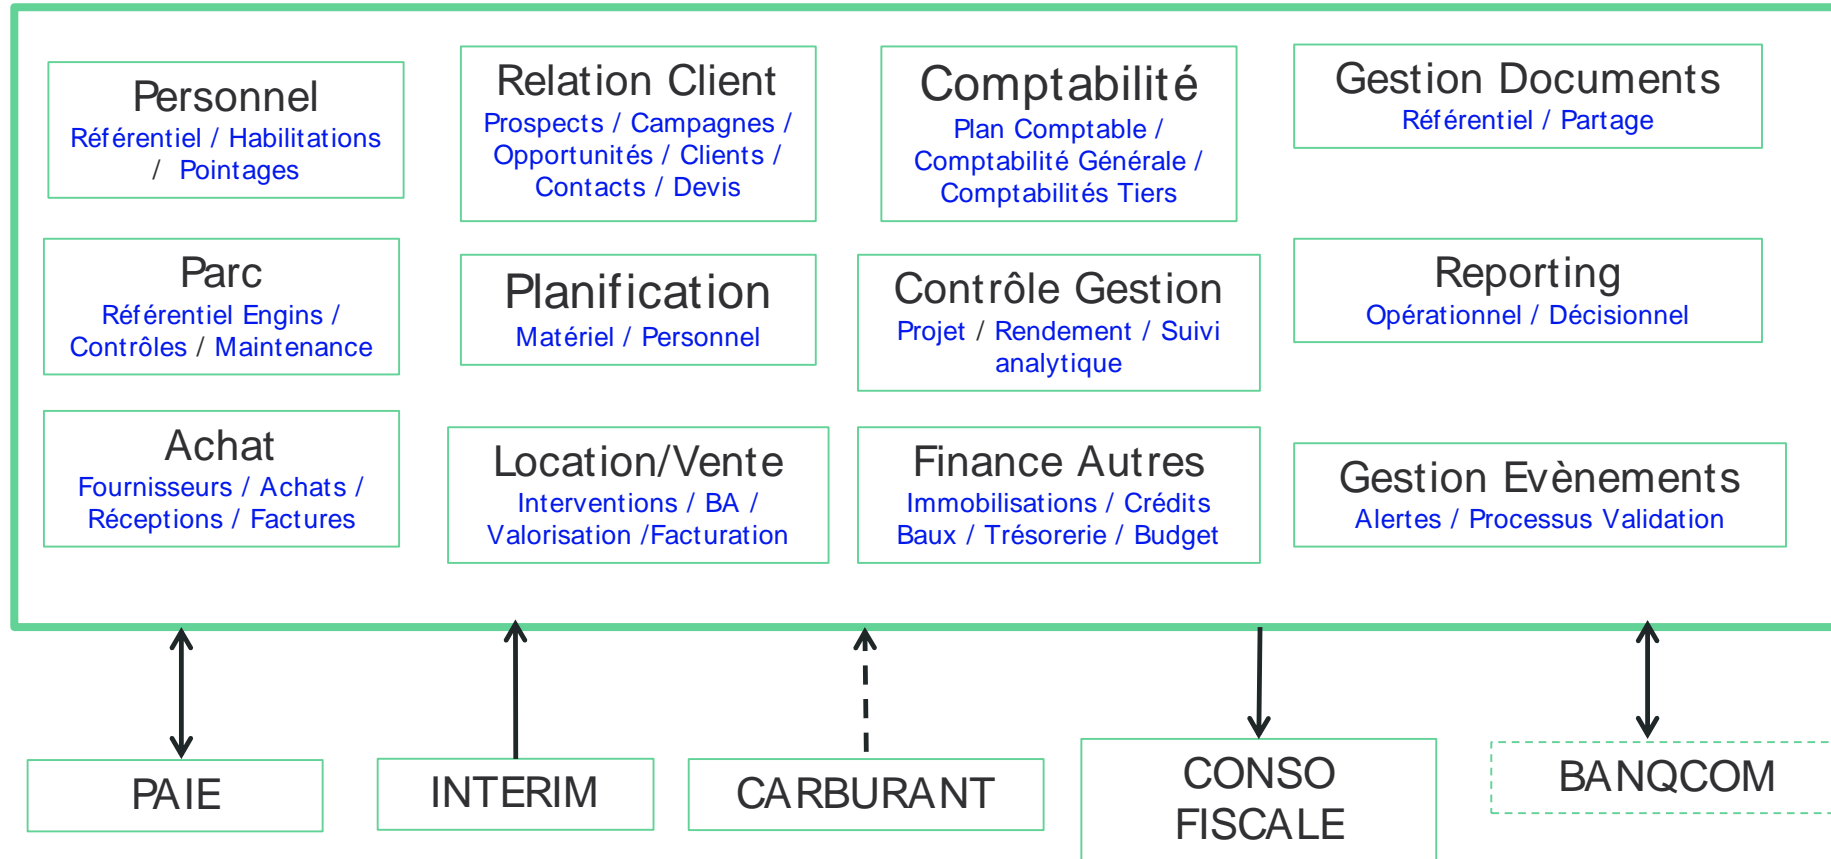 Personnel
Référentiel / Habilitations
/ Pointages
Relation Client
Prospects / Campagnes /
Opportunités / Clients /
Contacts / Devis
Comptabilité
Plan Comptable /
Comptabilité Générale /
Comptabilités Tiers
Gestion Documents
Référentiel / Partage
Parc
Référentiel Engins /
Contrôles / Maintenance
Planification
Matériel / Personnel
Contrôle Gestion
Projet / Rendement / Suivi
analytique
Reporting
Opérationnel / Décisionnel
Achat
Fournisseurs / Achats /
Réceptions / Factures
Location/Vente
Interventions / BA /
Valorisation /Facturation
Finance Autres
Immobilisations / Crédits
Baux / Trésorerie / Budget
Gestion Evènements
Alertes / Processus Validation
PAIE
INTERIM
CARBURANT
CONSO
FISCALE
BANQCOM